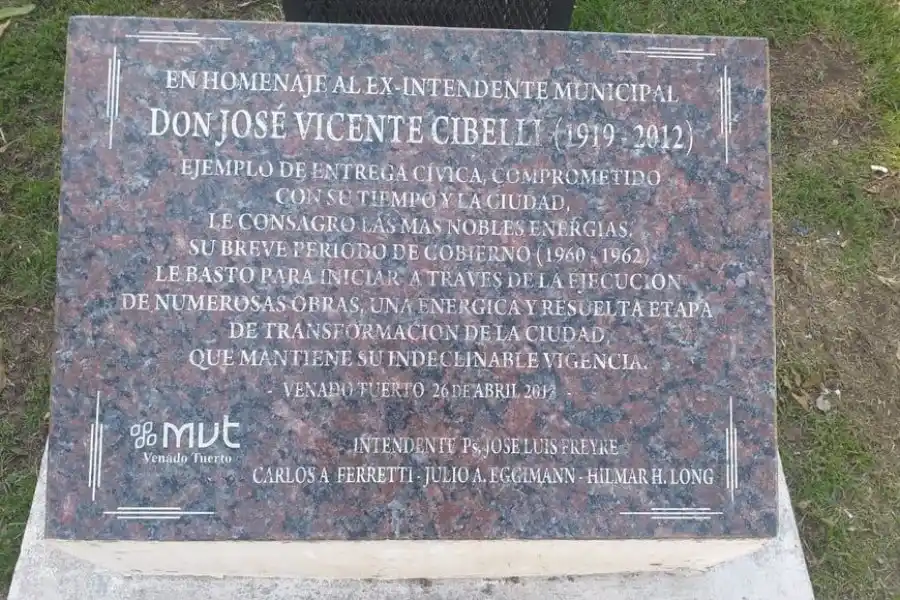 EN HOMENAJE AL EX-INTENDENTE MUNICIPAL
DON JOSÉ VICENTE CIBELLI (1919 - 2012)
EJEMPLO DE ENTREGA CÍVICA, COMPROMETIDO
CON SU TIEMPO Y LA CIUDAD,
LE CONSAGRO LAS MAS NOBLES ENERGIAS.
SU BREVE PERIODO DE GOBIERNO (1960 - 1962)
LE BASTO PARA INICIAR A TRAVES DE LA EJECUCION
DE NUMEROSAS OBRAS, UNA ENERGICA Y RESUELTA ETAPA
DE TRANSFORMACION DE LA CIUDAD,
QUE MANTIENE SU INDECLINABLE VIGENCIA.
- VENADO TUERTO 26 DE ABRIL -
mvt
Venado Tuerto
INTENDENTE Ps. JOSE LUIS FREYRE
CARLOS A FERRETTI - JULIO A. EGGIMANN - HILMAR H. LONG